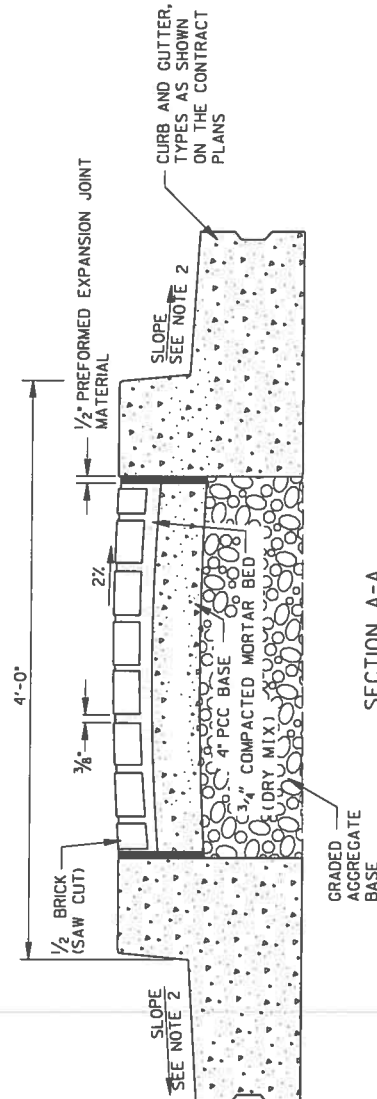 4'-0"
1/2" PREFORMED EXPANSION JOINT
MATERIAL
CURB AND GUTTER,
TYPES AS SHOWN
ON THE CONTRACT
PLANS
1/2 BRICK
(SAW CUT)
3/8"
2%
SLOPE
SEE NOTE 2
SLOPE
SEE NOTE 2
4" PCC BASE
3/4" COMPACTED MORTAR BED
(DRY MIX)
GRADED
AGGREGATE
BASE
SECTION A-A